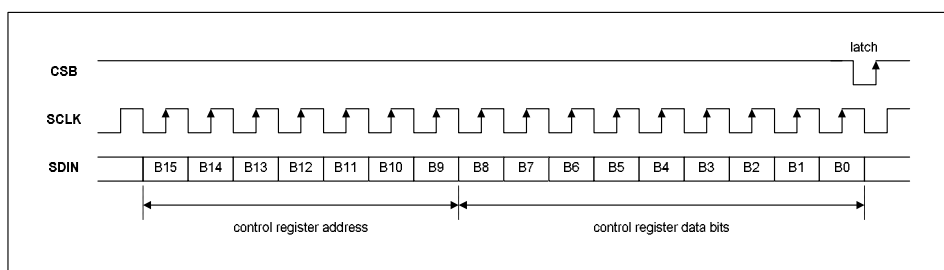 latch
CSB
SCLK
SDIN B15 B14 B13 B12 B11 B10 B9 B8 B7 B6 B5 B4 B3 B2 B1 B0
control register address control register data bits